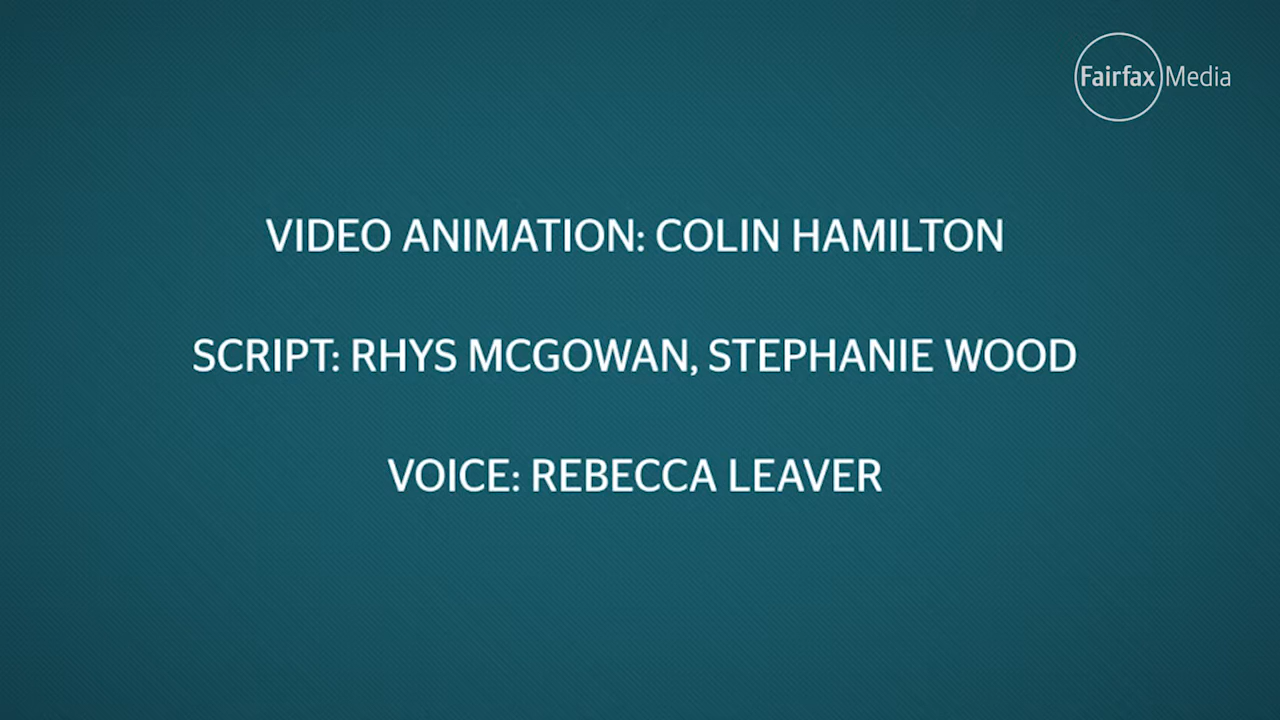 Fairfax Media
VIDEO ANIMATION: COLIN HAMILTON
SCRIPT: RHYS MCGOWAN, STEPHANIE WOOD
VOICE: REBECCA LEAVER